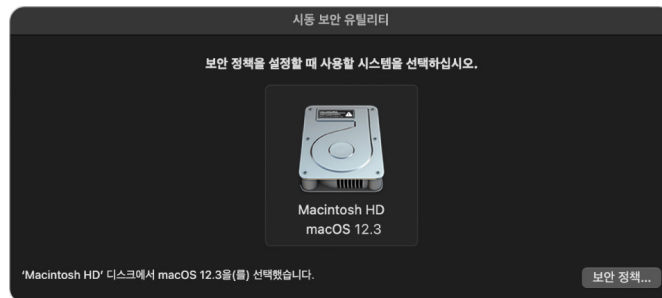 시동 보안 유틸리티
보안 정책을 설정할 때 사용할 시스템을 선택하십시오.
Macintosh HD
macOS 12.3
‘Macintosh HD’ 디스크에서 macOS 12.3을(를) 선택했습니다.
보안 정책...